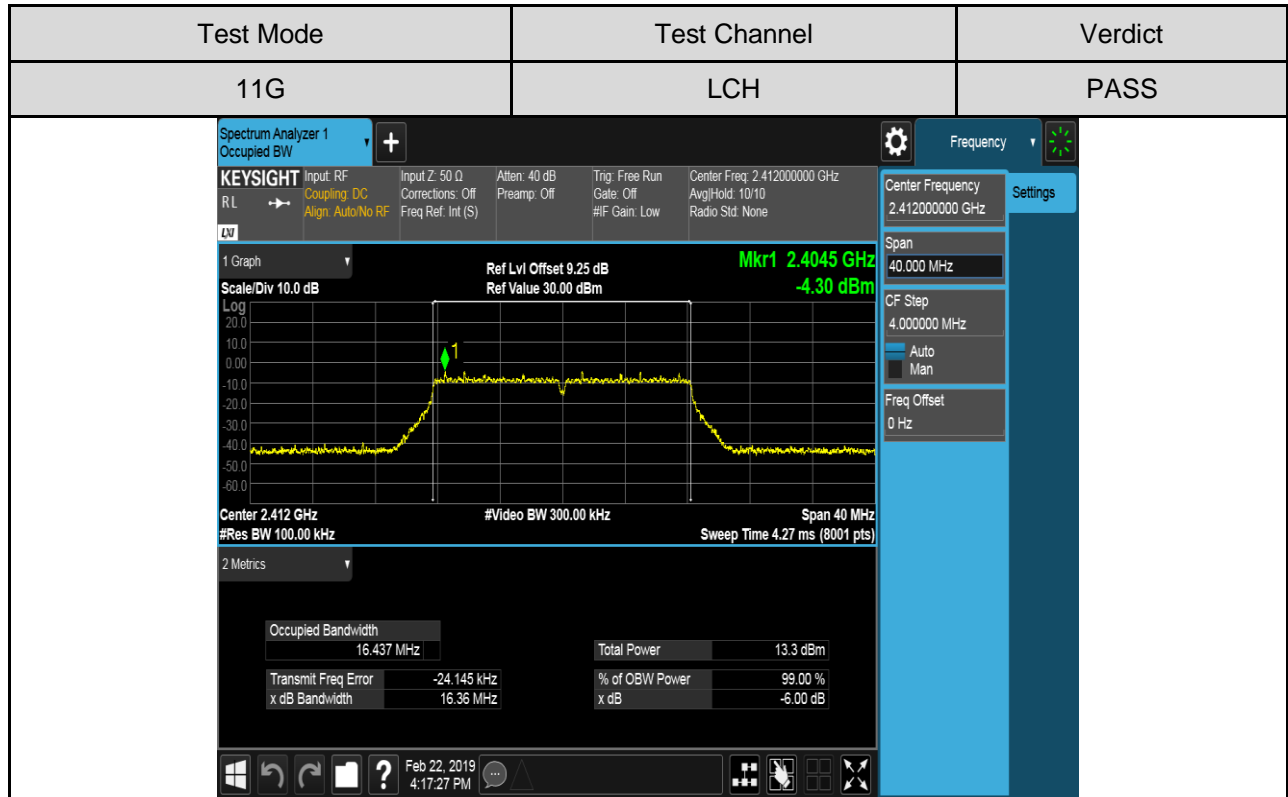 Test Mode Test Channel Verdict
11G LCH PASS
Spectrum Analyzer 1
Occupied BW
+
Frequency
KEYSIGHT Input: RF Input Z: 50 Ω Atten: 40 dB Trig: Free Run Center Freq: 2.412000000 GHz
RL Coupling: DC Corrections: Off Preamp: Off Gate: Off Avg|Hold: 10/10
Align: Auto/No RF Freq Ref: Int (S) #IF Gain: Low Radio Std: None
LXI
Center Frequency
2.412000000 GHz
Settings
Span
40.000 MHz
CF Step
4.000000 MHz
Auto
Man
Freq Offset
0 Hz
1 Graph
Ref Lvl Offset 9.25 dB Mkr1 2.4045 GHz
Scale/Div 10.0 dB Ref Value 30.00 dBm -4.30 dBm
Log
20.0
10.0
0.00
-10.0
-20.0
-30.0
-40.0
-50.0
-60.0
1
Center 2.412 GHz #Video BW 300.00 kHz Span 40 MHz
#Res BW 100.00 kHz Sweep Time 4.27 ms (8001 pts)
2 Metrics
Occupied Bandwidth
16.437 MHz Total Power 13.3 dBm
Transmit Freq Error -24.145 kHz % of OBW Power 99.00 %
x dB Bandwidth 16.36 MHz x dB -6.00 dB
?
Feb 22, 2019
4:17:27 PM